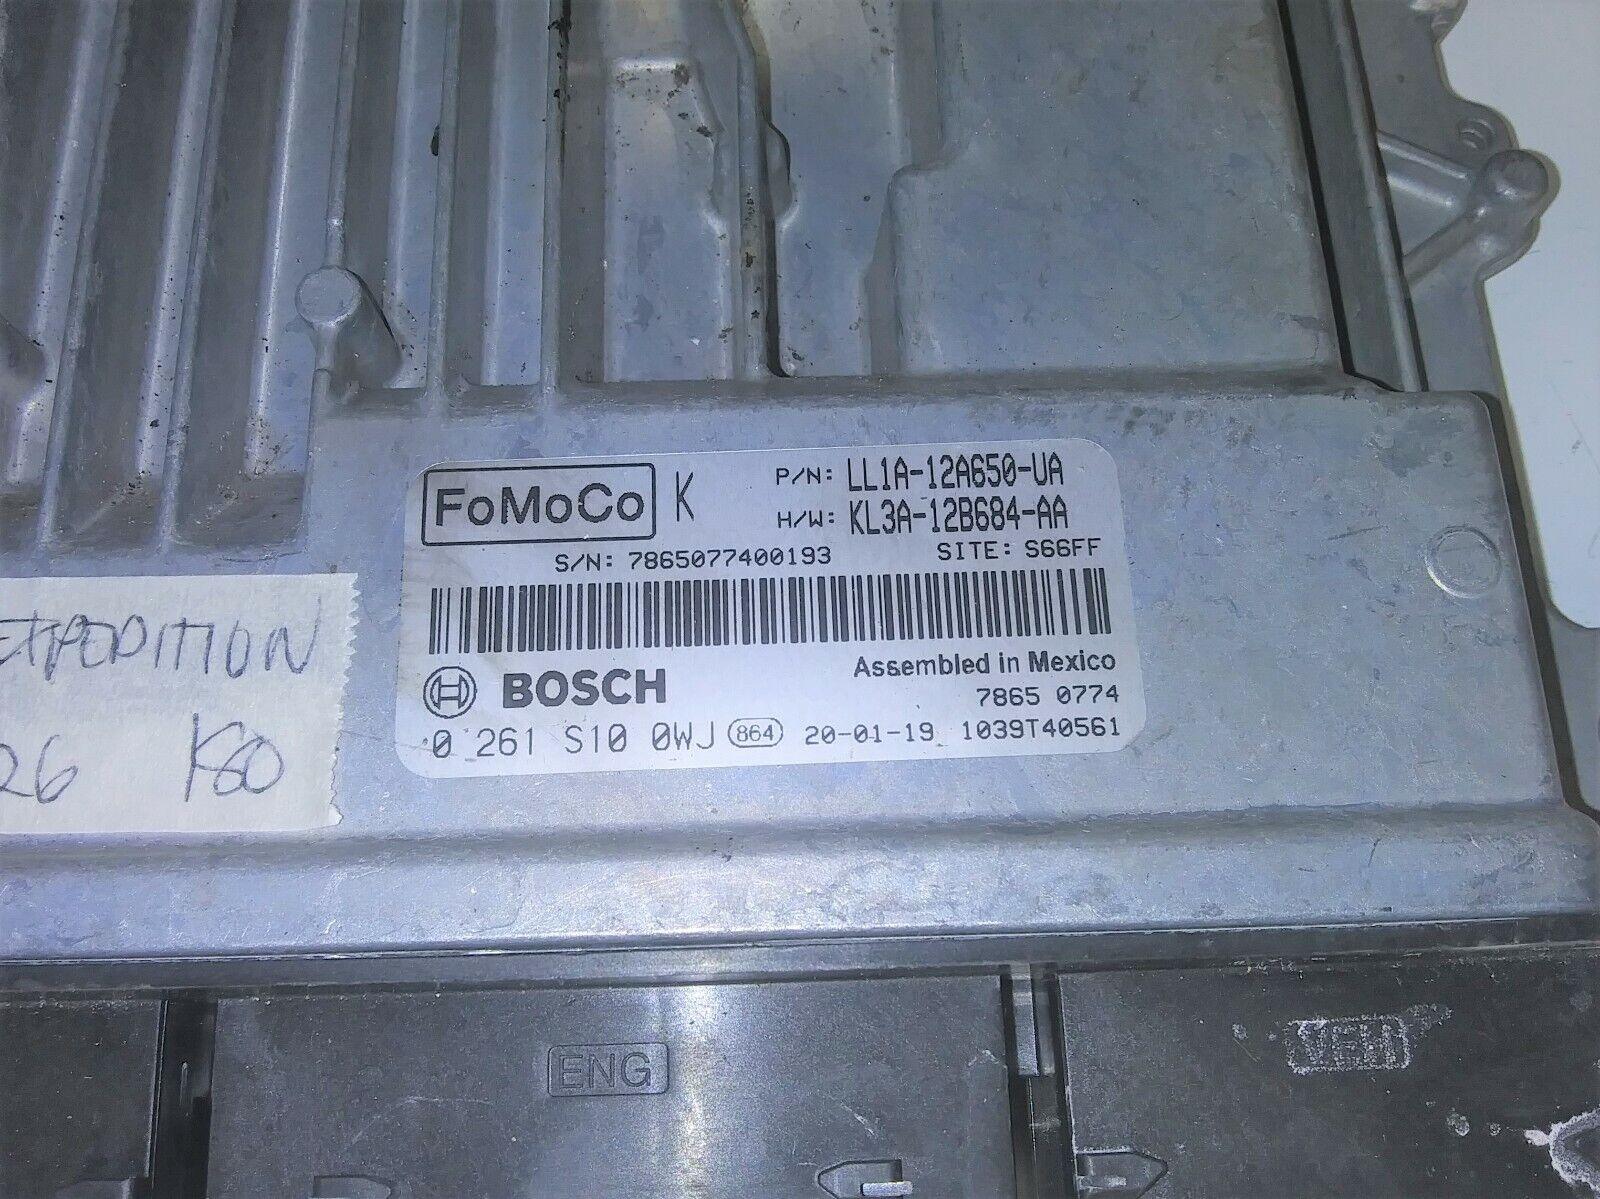 FoMoCo K P/N: LL1A-12A650-UA
H/W: KL3A-12B684-AA
S/N: 7865077400193 SITE: S66FF
Assembled in Mexico
BOSCH 7865 0774
0 261 S10 0WJ 864 20-01-19 1039T40561
EXPEDITION
26
ENG
VEH